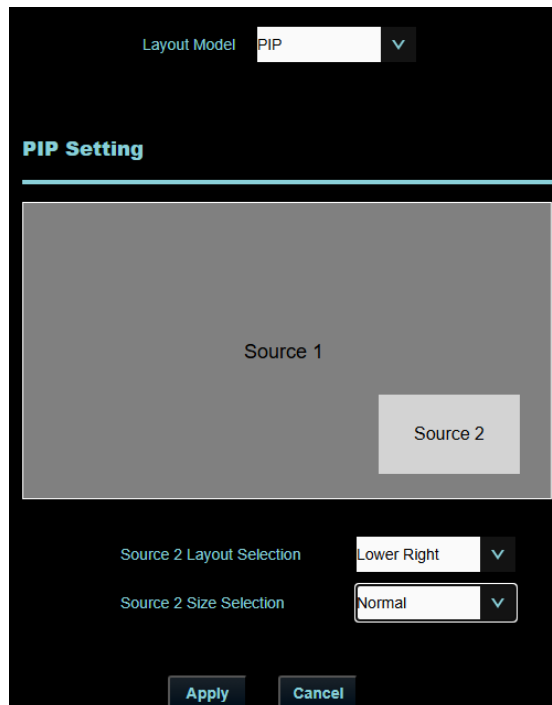 Layout Model PIP
PIP Setting
Source 1
Source 2
Source 2 Layout Selection Lower Right
Source 2 Size Selection Normal
Apply Cancel